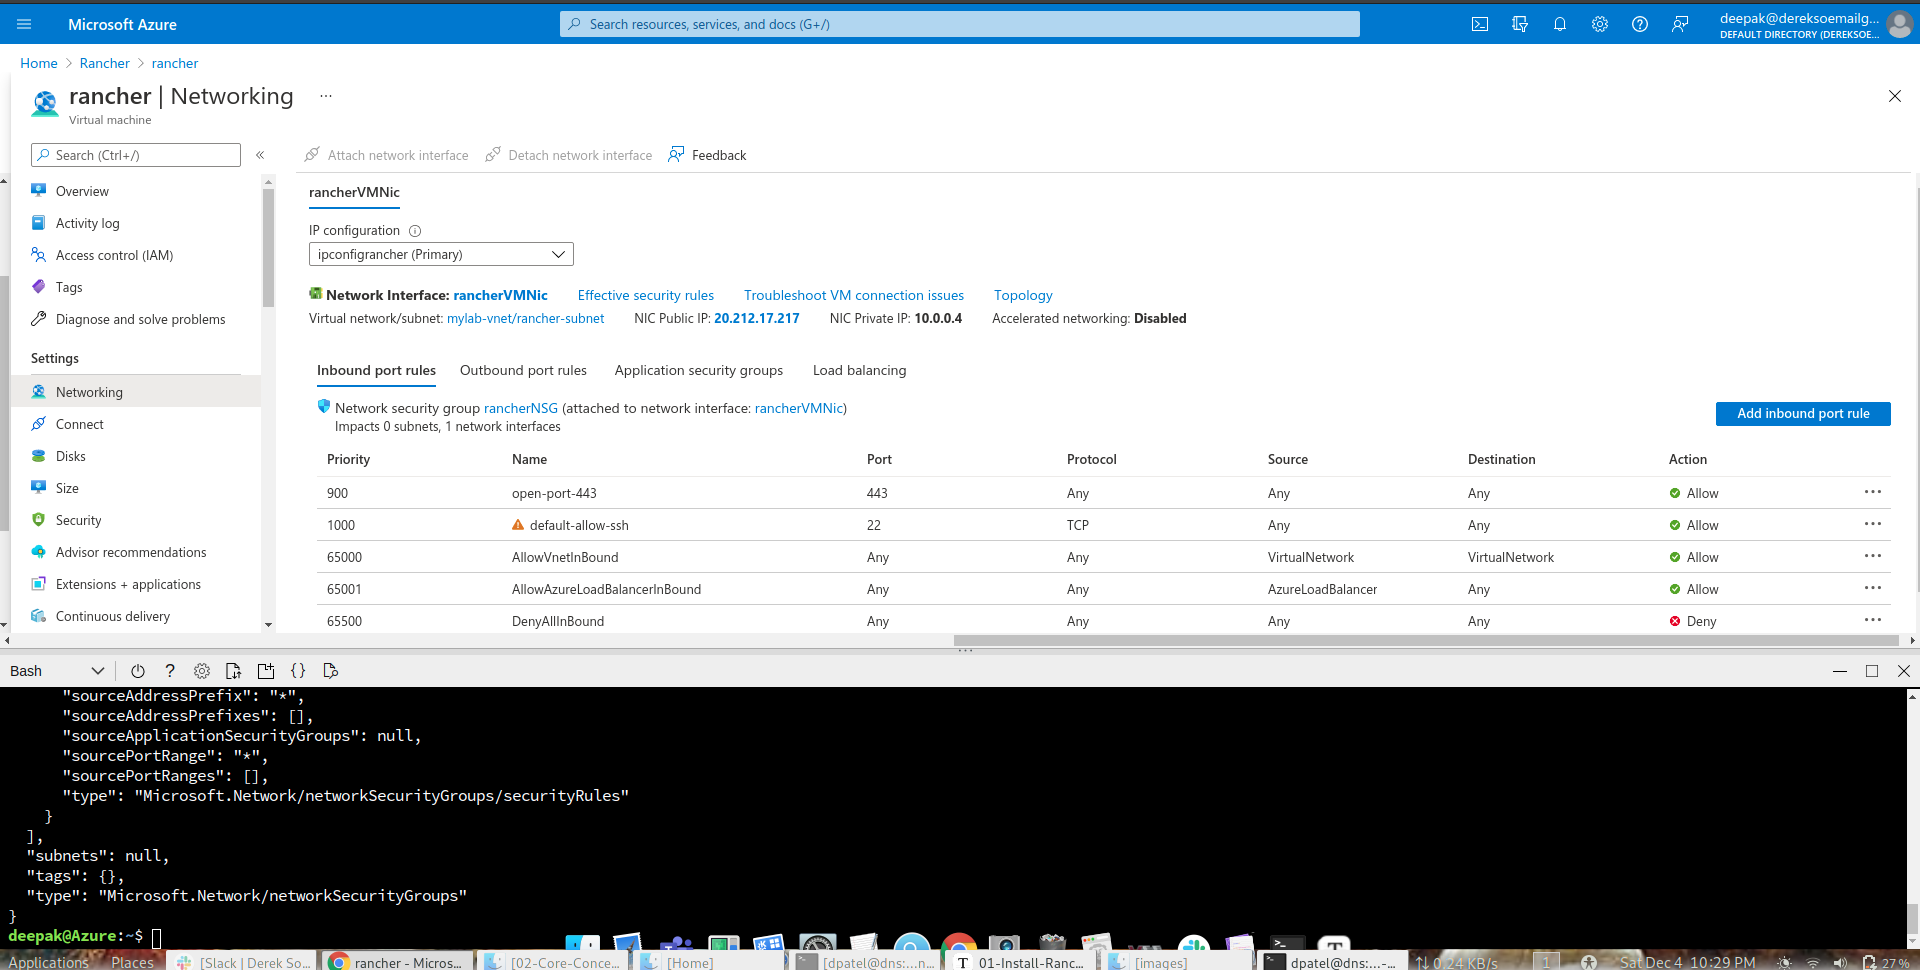 Microsoft Azure
Search resources, services, and docs (G+/)
deepak@dereksoemailg...
DEFAULT DIRECTORY (DEREKSOE...
Home > Rancher > rancher
rancher | Networking ...
Virtual machine
Search (Ctrl+/)
«
Attach network interface
Detach network interface
Feedback
Overview
Activity log
Access control (IAM)
Tags
Diagnose and solve problems
Settings
Networking
Connect
Disks
Size
Security
Advisor recommendations
Extensions + applications
Continuous delivery
rancherVMNic
IP configuration
ipconfigrancher (Primary)
Network Interface: rancherVMNic Effective security rules Troubleshoot VM connection issues Topology
Virtual network/subnet: mylab-vnet/rancher-subnet NIC Public IP: 20.212.17.217 NIC Private IP: 10.0.0.4 Accelerated networking: Disabled
Inbound port rules Outbound port rules Application security groups Load balancing
Network security group rancherNSG (attached to network interface: rancherVMNic)
Impacts 0 subnets, 1 network interfaces
Add inbound port rule
Priority Name Port Protocol Source Destination Action
900 open-port-443 443 Any Any Any Allow ...
1000 default-allow-ssh 22 TCP Any Any Allow ...
65000 AllowVnetInBound Any Any VirtualNetwork VirtualNetwork Allow ...
65001 AllowAzureLoadBalancerInBound Any Any AzureLoadBalancer Any Allow ...
65500 DenyAllInBound Any Any Any Any Deny ...
Bash
"sourceAddressPrefix": "*",
"sourceAddressPrefixes": [],
"sourceApplicationSecurityGroups": null,
"sourcePortRange": "*",
"sourcePortRanges": [],
"type": "Microsoft.Network/networkSecurityGroups/securityRules"
}
],
"subnets": null,
"tags": {},
"type": "Microsoft.Network/networkSecurityGroups"
}
deepak@Azure:~$
Applications Places [Slack | Derek So... rancher - Micros... [02-Core-Conce... [Home] [dpatel@dns:...n... 01-Install-Ranc... [images] dpatel@dns:...-... 0.24 KB/s 1 Sat Dec 4 10:29 PM 27%